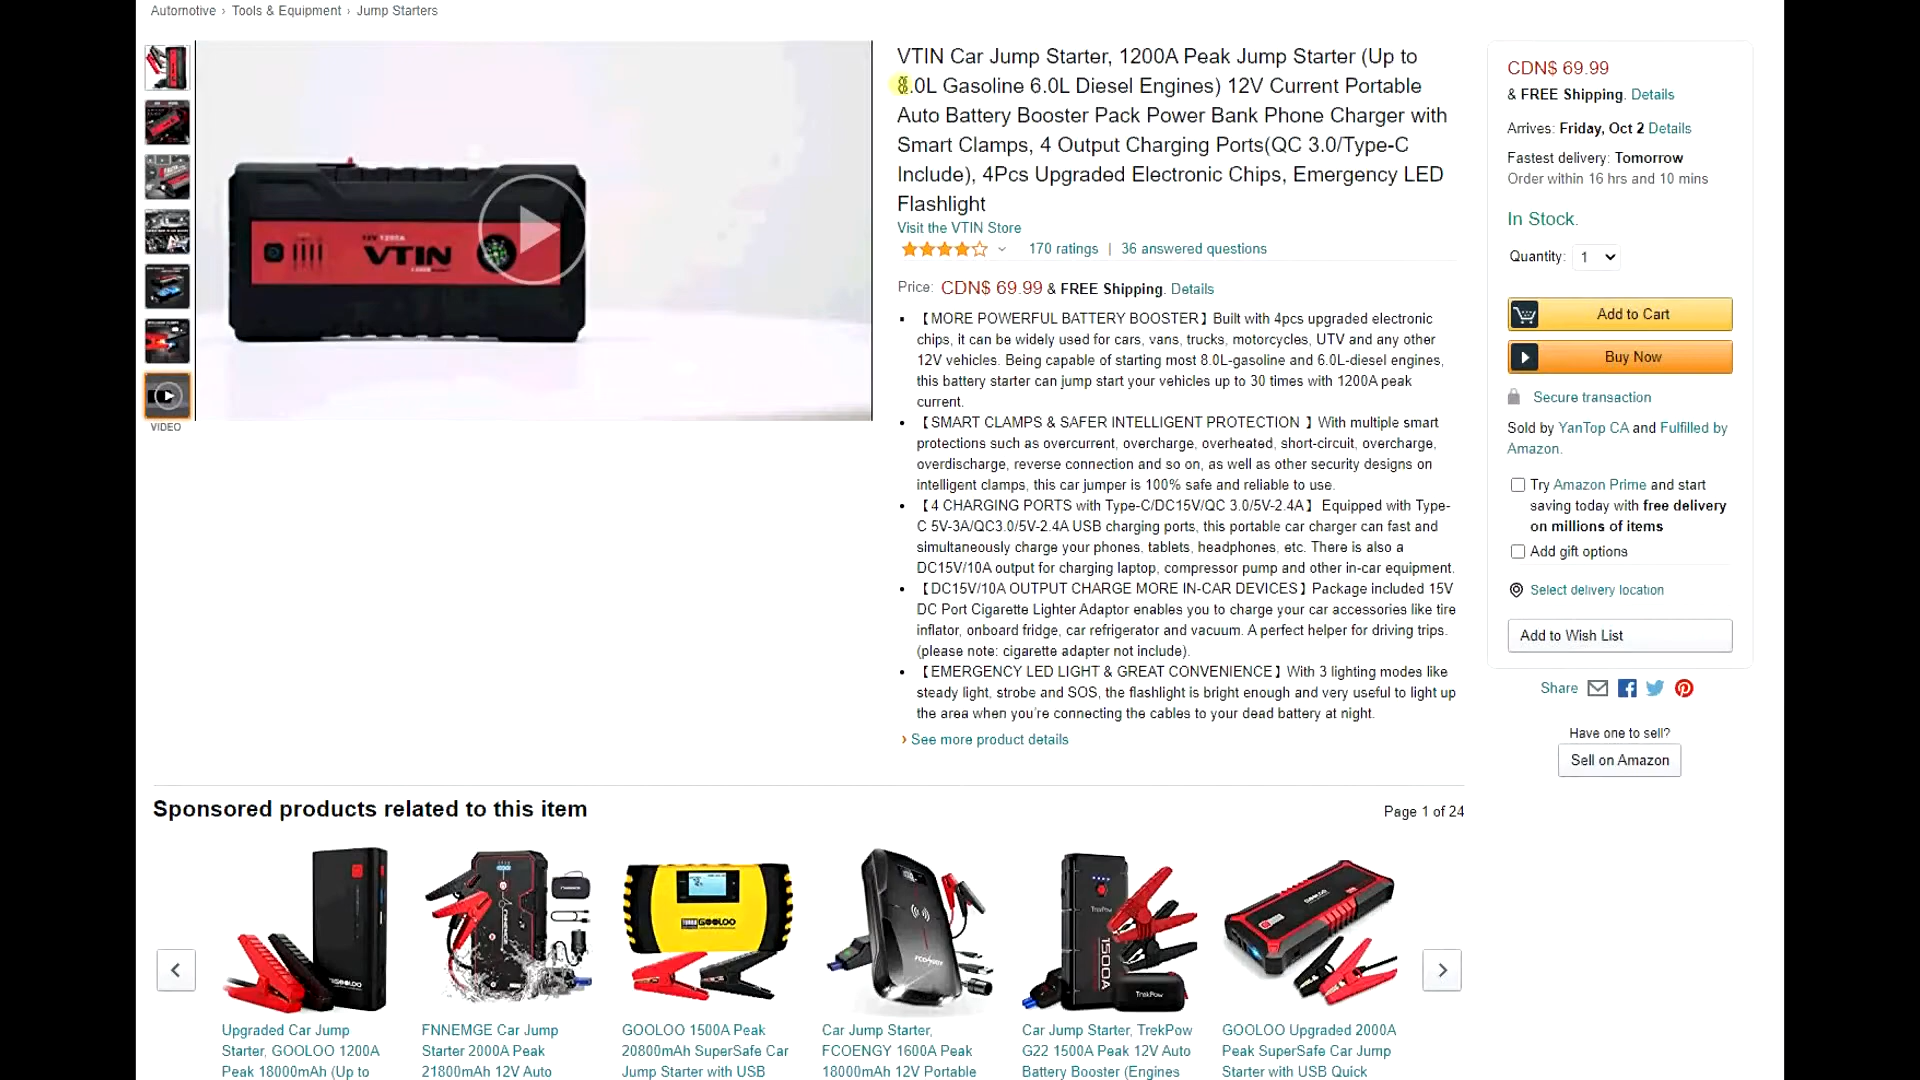 Automotive › Tools & Equipment › Jump Starters
VIDEO
12V 1200A
VTIN
VTIN Car Jump Starter, 1200A Peak Jump Starter (Up to
8.0L Gasoline 6.0L Diesel Engines) 12V Current Portable
Auto Battery Booster Pack Power Bank Phone Charger with
Smart Clamps, 4 Output Charging Ports(QC 3.0/Type-C
Include), 4Pcs Upgraded Electronic Chips, Emergency LED
Flashlight
Visit the VTIN Store
170 ratings | 36 answered questions
Price: CDN$ 69.99 & FREE Shipping. Details
• 【MORE POWERFUL BATTERY BOOSTER】Built with 4pcs upgraded electronic
chips, it can be widely used for cars, vans, trucks, motorcycles, UTV and any other
12V vehicles. Being capable of starting most 8.0L-gasoline and 6.0L-diesel engines,
this battery starter can jump start your vehicles up to 30 times with 1200A peak
current.
• 【SMART CLAMPS & SAFER INTELLIGENT PROTECTION 】With multiple smart
protections such as overcurrent, overcharge, overheated, short-circuit, overcharge,
overdischarge, reverse connection and so on, as well as other security designs on
intelligent clamps, this car jumper is 100% safe and reliable to use.
• 【4 CHARGING PORTS with Type-C/DC15V/QC 3.0/5V-2.4A】 Equipped with Type-
C 5V-3A/QC3.0/5V-2.4A USB charging ports, this portable car charger can fast and
simultaneously charge your phones, tablets, headphones, etc. There is also a
DC15V/10A output for charging laptop, compressor pump and other in-car equipment.
• 【DC15V/10A OUTPUT CHARGE MORE IN-CAR DEVICES】Package included 15V
DC Port Cigarette Lighter Adaptor enables you to charge your car accessories like tire
inflator, onboard fridge, car refrigerator and vacuum. A perfect helper for driving trips.
(please note: cigarette adapter not include).
• 【EMERGENCY LED LIGHT & GREAT CONVENIENCE】With 3 lighting modes like
steady light, strobe and SOS, the flashlight is bright enough and very useful to light up
the area when you're connecting the cables to your dead battery at night.
› See more product details
CDN$ 69.99
& FREE Shipping. Details
Arrives: Friday, Oct 2 Details
Fastest delivery: Tomorrow
Order within 16 hrs and 10 mins
In Stock.
Quantity: 1
Add to Cart
Buy Now
Secure transaction
Sold by YanTop CA and Fulfilled by
Amazon.
Try Amazon Prime and start
saving today with free delivery
on millions of items
Add gift options
Select delivery location
Add to Wish List
Share
Have one to sell?
Sell on Amazon
Sponsored products related to this item
Page 1 of 24
GOOLOO
GOOLOO
FCOENGY
TrekPow
1500A
TrekPow
GOOLOO
Upgraded Car Jump
Starter, GOOLOO 1200A
Peak 18000mAh (Up to
FNNEMGE Car Jump
Starter 2000A Peak
21800mAh 12V Auto
GOOLOO 1500A Peak
20800mAh SuperSafe Car
Jump Starter with USB
Car Jump Starter,
FCOENGY 1600A Peak
18000mAh 12V Portable
Car Jump Starter, TrekPow
G22 1500A Peak 12V Auto
Battery Booster (Engines
GOOLOO Upgraded 2000A
Peak SuperSafe Car Jump
Starter with USB Quick